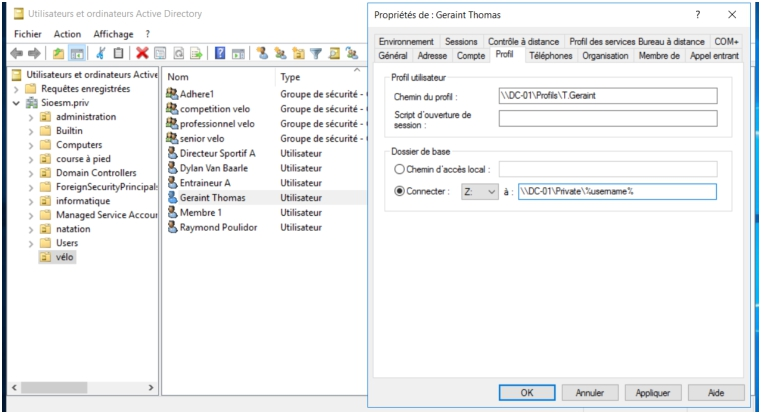 Utilisateurs et ordinateurs Active Directory
Fichier Action Affichage ?
Utilisateurs et ordinateurs Active
Requêtes enregistrées
Sioesm.priv
administration
Builtin
Computers
course à pied
Domain Controllers
ForeignSecurityPrincipals
informatique
Managed Service Accour
natation
Users
vélo
Nom Type
Adhere1 Groupe de sécurité -
competition velo Groupe de sécurité -
professionnel velo Groupe de sécurité -
senior velo Groupe de sécurité -
Directeur Sportif A Utilisateur
Dylan Van Baarle Utilisateur
Entraineur A Utilisateur
Geraint Thomas Utilisateur
Membre 1 Utilisateur
Raymond Poulidor Utilisateur
Propriétés de : Geraint Thomas ? ×
Environnement Sessions Contrôle à distance Profil des services Bureau à distance COM+
Général Adresse Compte Profil Téléphones Organisation Membre de Appel entrant
Profil utilisateur
Chemin du profil : \\DC-01\Profils\T.Geraint
Script d'ouverture de
session :
Dossier de base
Chemin d'accès local :
Connecter : Z: à : \\DC-01\Private\%username%
OK Annuler Appliquer Aide